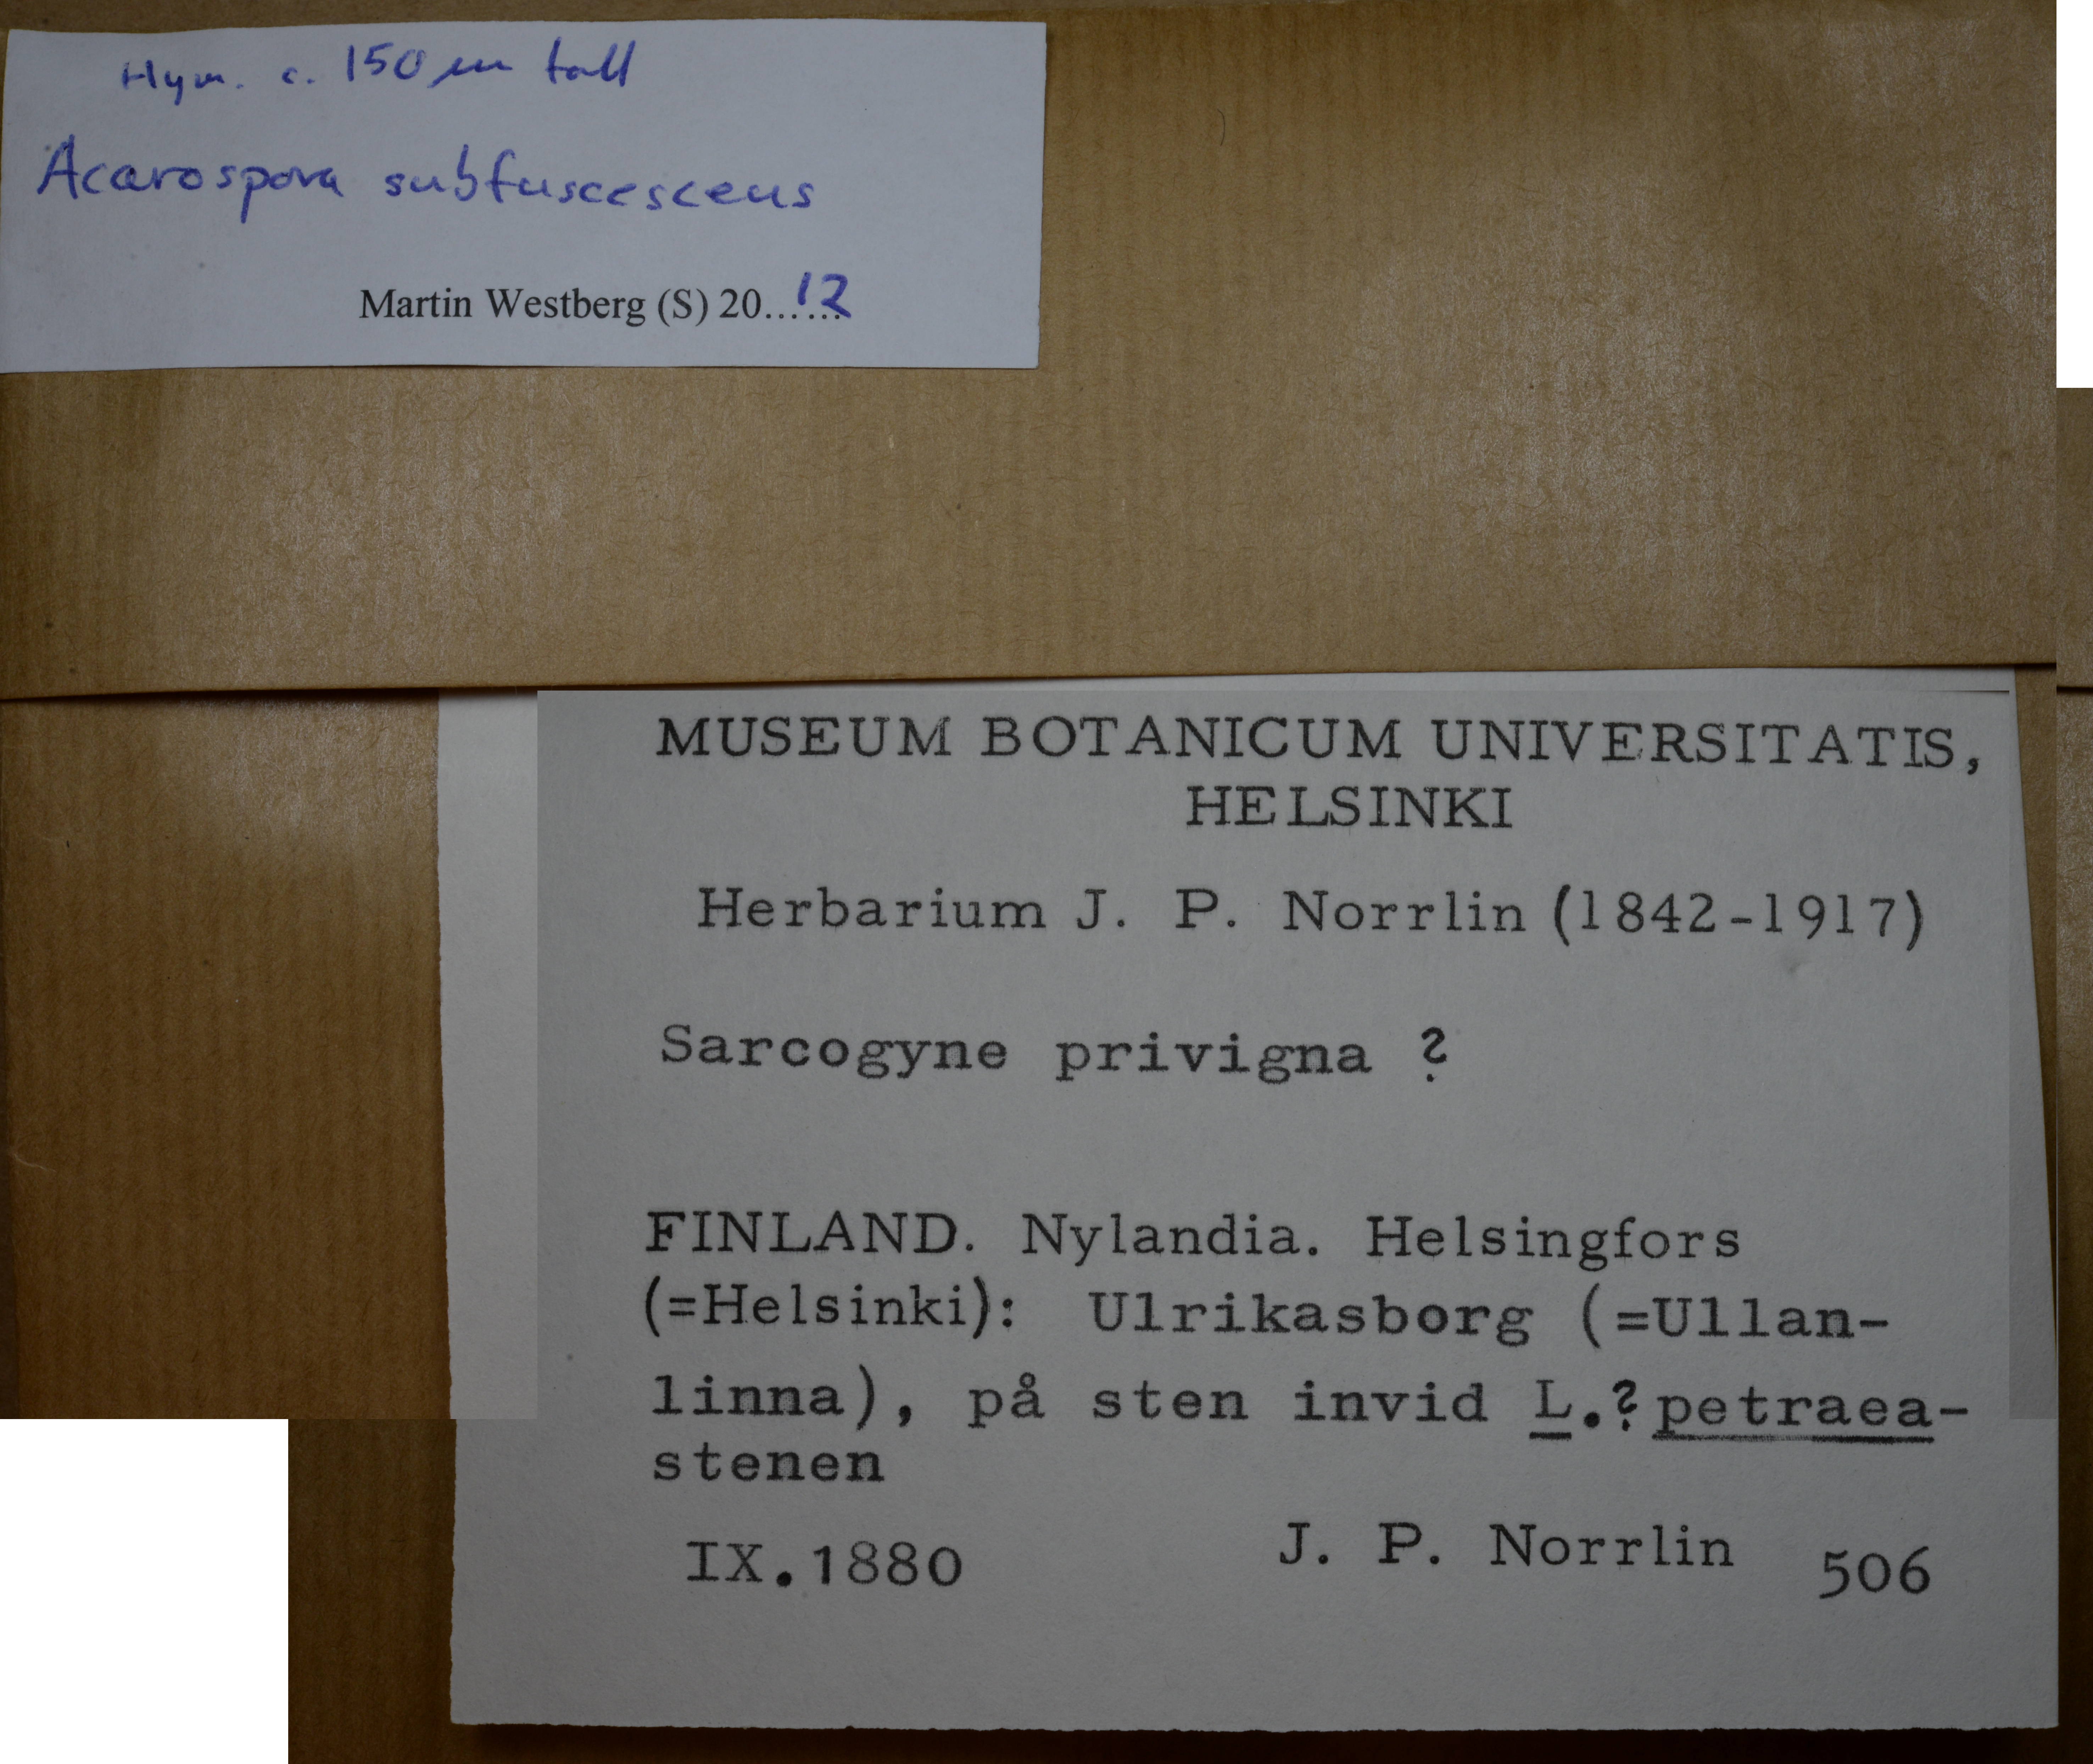 Hym. c. 150 µm tall
Acarospora subfuscescens
Martin Westberg (S) 20......12
MUSEUM BOTANICUM UNIVERSITATIS,
HELSINKI
Herbarium J. P. Norrlin (1842-1917)
Sarcogyne privigna ?
FINLAND. Nylandia. Helsingfors
(=Helsinki): Ulrikasborg (=Ullan-
linna), på sten invid L.? petraea-
stenen
IX.1880 J. P. Norrlin 506